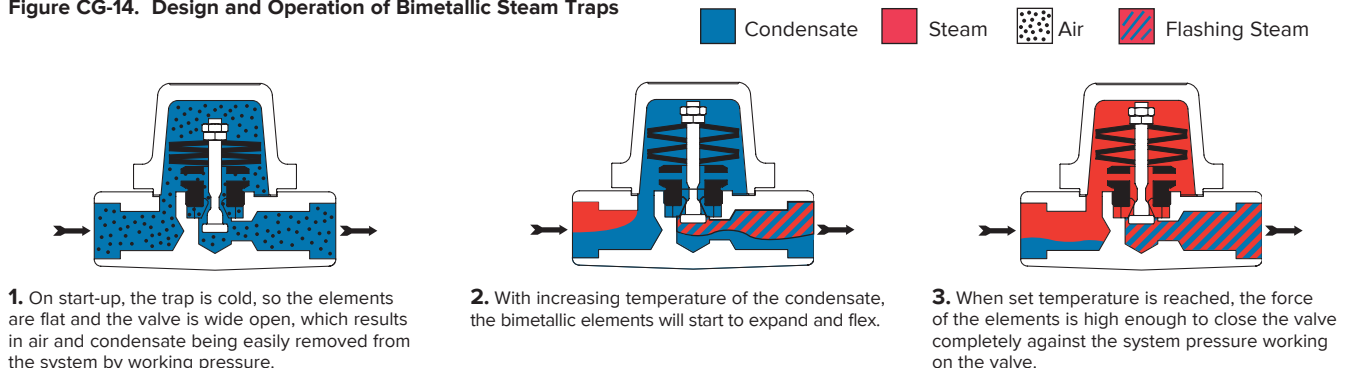 Figure CG-14. Design and Operation of Bimetallic Steam Traps
Condensate
Steam
Air
Flashing Steam
1. On start-up, the trap is cold, so the elements
are flat and the valve is wide open, which results
in air and condensate being easily removed from
the system by working pressure.
2. With increasing temperature of the condensate,
the bimetallic elements will start to expand and flex.
3. When set temperature is reached, the force
of the elements is high enough to close the valve
completely against the system pressure working
on the valve.